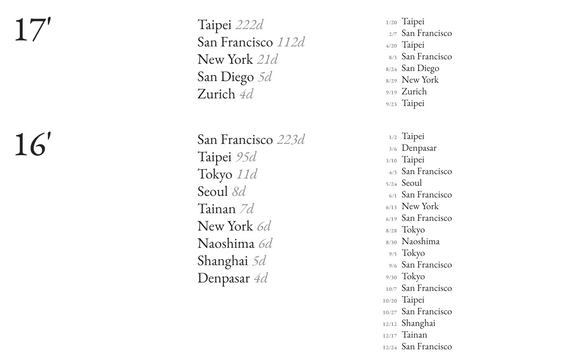 17'
Taipei 222d
San Francisco 112d
New York 21d
San Diego 5d
Zurich 4d
1/20 Taipei
2/7 San Francisco
4/20 Taipei
8/3 San Francisco
8/24 San Diego
8/29 New York
9/19 Zurich
9/23 Taipei
16'
San Francisco 223d
Taipei 95d
Tokyo 11d
Seoul 8d
Tainan 7d
New York 6d
Naoshima 6d
Shanghai 5d
Denpasar 4d
1/2 Taipei
3/6 Denpasar
3/10 Taipei
4/3 San Francisco
5/24 Seoul
6/1 San Francisco
6/13 New York
6/19 San Francisco
8/28 Tokyo
8/30 Naoshima
9/5 Tokyo
9/6 San Francisco
9/30 Tokyo
10/7 San Francisco
10/20 Taipei
10/27 San Francisco
12/12 Shanghai
12/17 Tainan
12/24 San Francisco